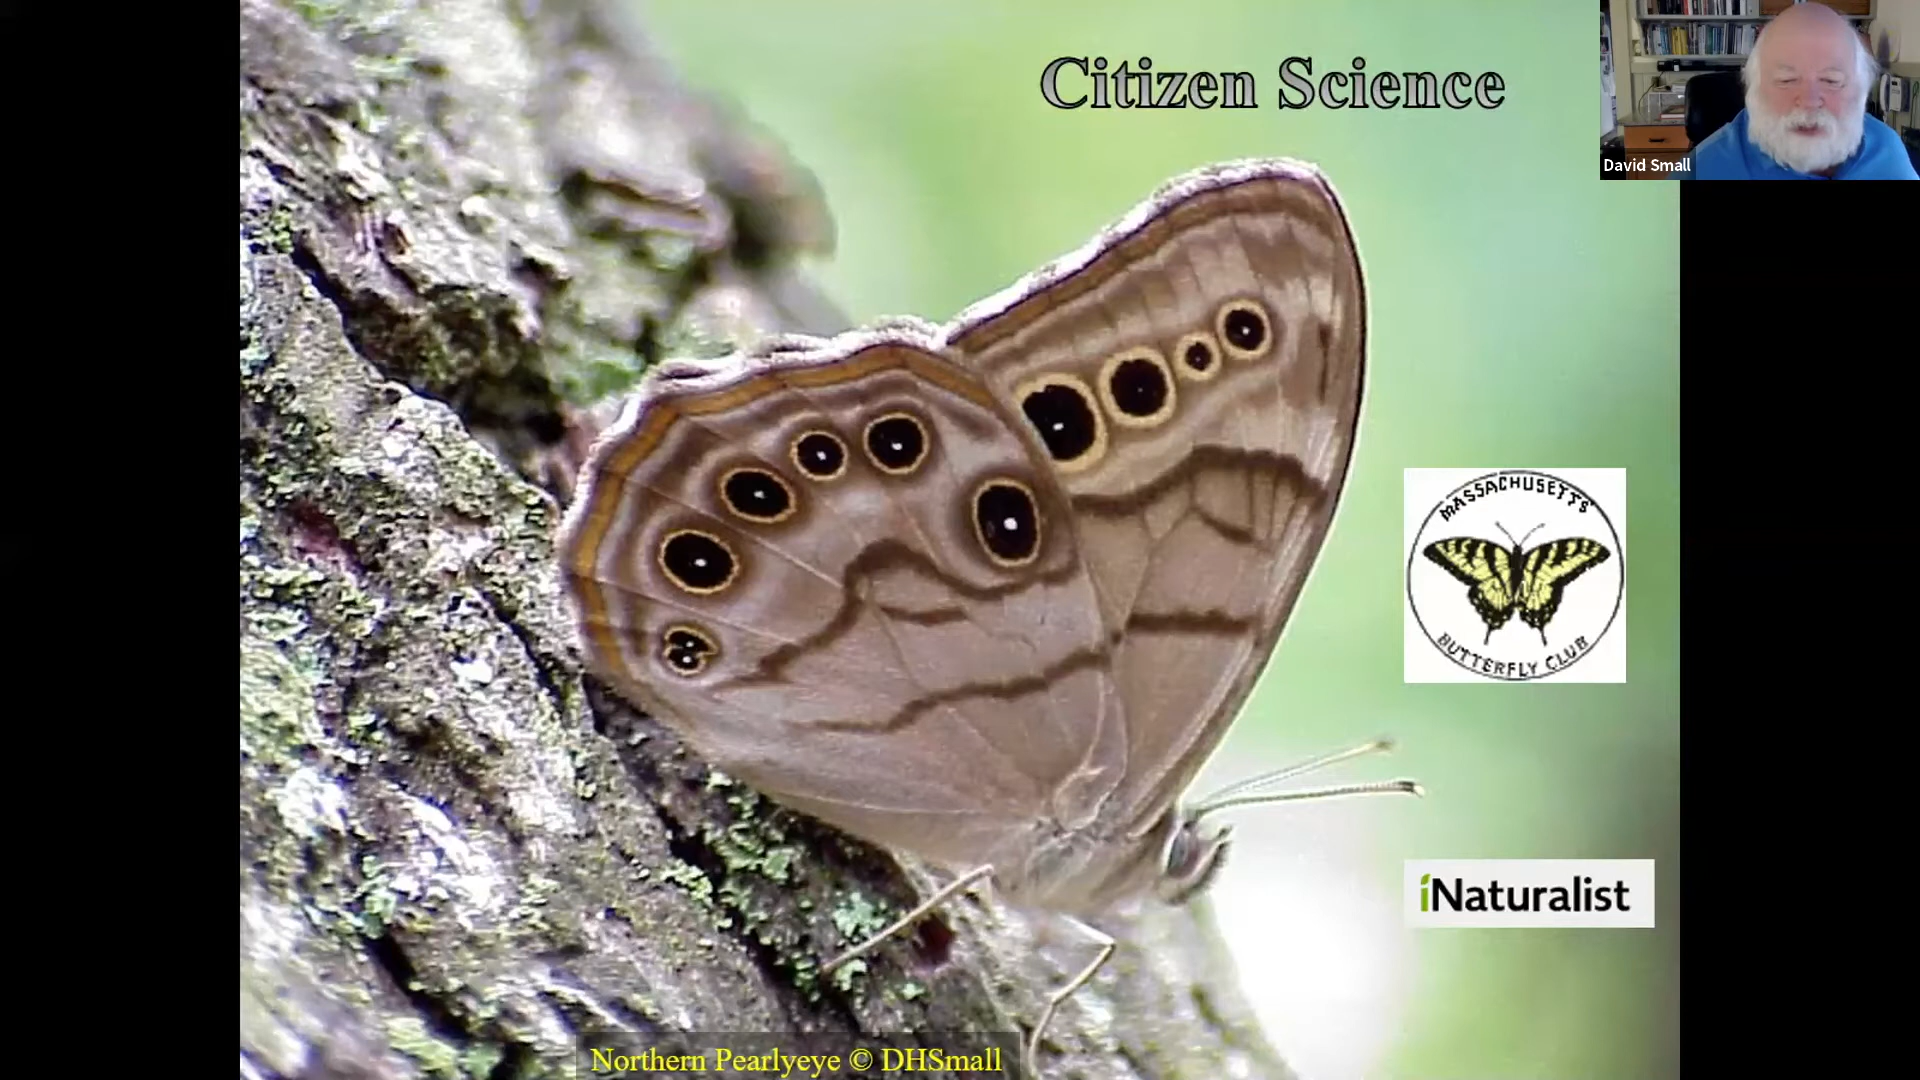 Citizen Science
David Small
MASSACHUSETTS
BUTTERFLY CLUB
iNaturalist
Northern Pearlyeye © DHSmall